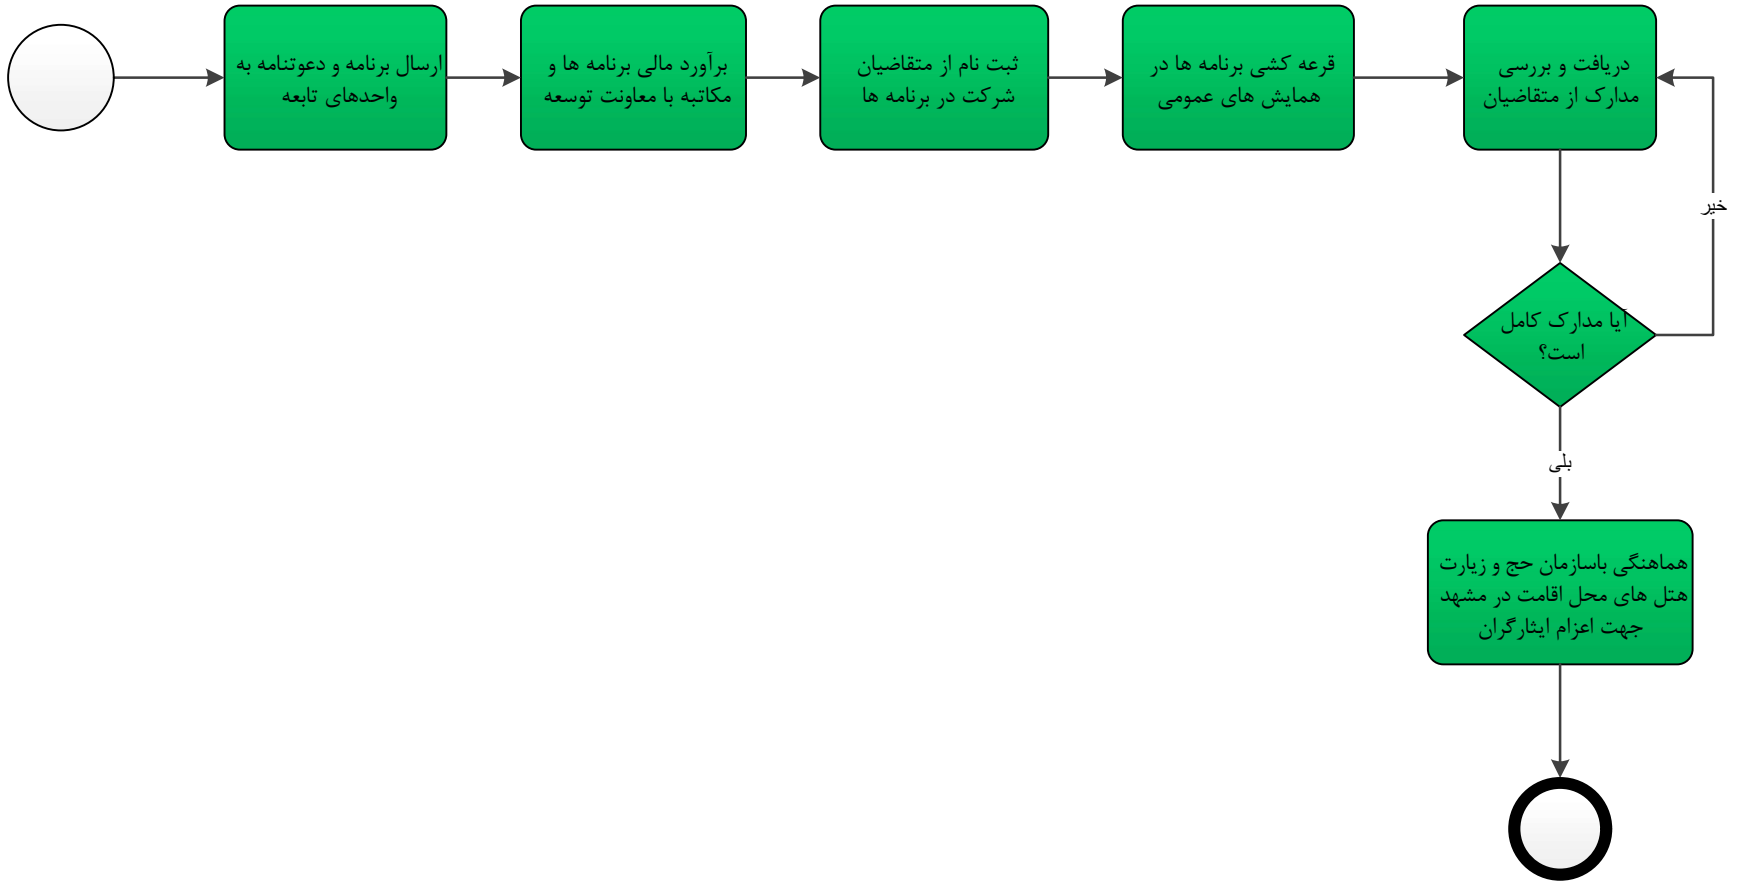 ارسال برنامه و دعوتنامه به
واحدهای تابعه
برآورد مالی برنامه ها و
مکاتبه با معاونت توسعه
ثبت نام از متقاضیان
شرکت در برنامه ها
قرعه کشی برنامه ها در
همایش های عمومی
دریافت و بررسی
مدارک از متقاضیان
خیر
آیا مدارک کامل
است؟
بلی
هماهنگی باسازمان حج و زیارت
هتل های محل اقامت در مشهد
جهت اعزام ایثارگران